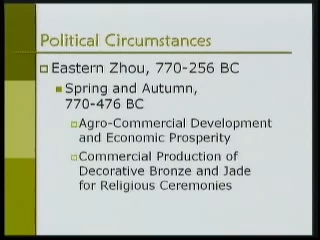 Political Circumstances
Eastern Zhou, 770-256 BC
Spring and Autumn,
770-476 BC
Agro-Commercial Development
and Economic Prosperity
Commercial Production of
Decorative Bronze and Jade
for Religious Ceremonies